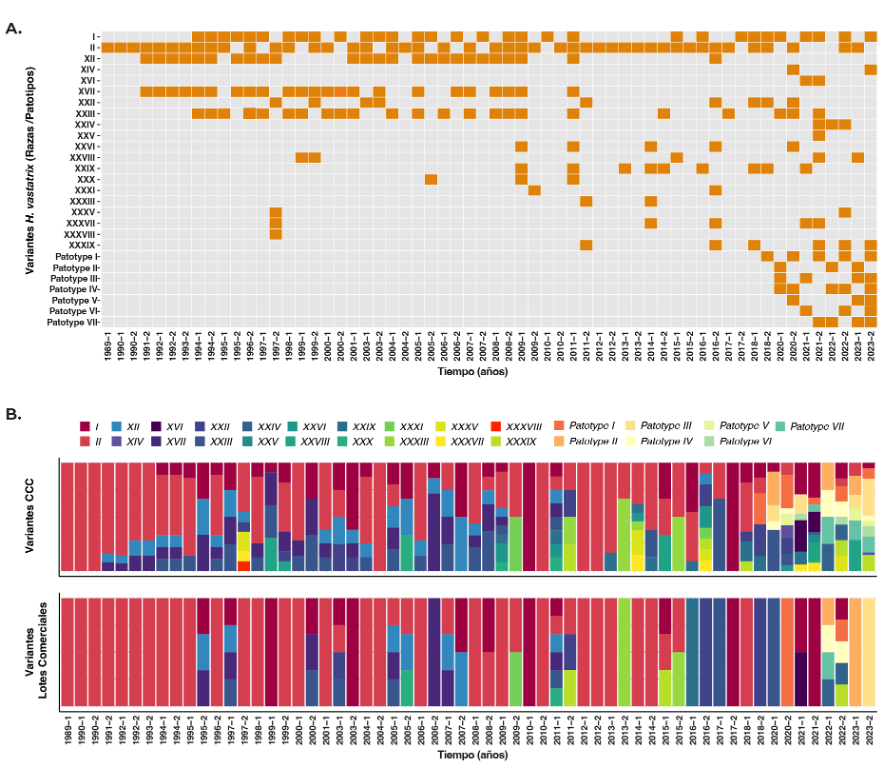 A.
Variantes H. vastatrix (Razas /Patotipos)
I
II
XII
XIV
XVI
XVII
XXII
XXIII
XXIV
XXV
XXVI
XXVIII
XXIX
XXX
XXXI
XXXIII
XXXV
XXXVII
XXXVIII
XXXIX
Patotype I
Patotype II
Patotype III
Patotype IV
Patotype V
Patotype VI
Patotype VII
1989–1 1990–1 1990–2 1991–2 1992–1 1992–2 1993–2 1994–1 1994–2 1995–1 1995–2 1996–2 1997–1 1997–2 1998–2 1999–1 1999–2 2000–1 2000–2 2003–1 2003–2 2004–1 2004–2 2005–1 2005–2 2006–1 2006–2 2007–1 2007–2 2008–1 2008–2 2009–1 2009–2 2010–1 2010–2 2011–1 2011–2 2012–1 2012–2 2013–1 2013–2 2014–1 2014–2 2015–1 2015–2 2016–1 2016–2 2017–1 2017–2 2018–1 2018–2 2020–1 2020–2 2021–1 2021–2 2022–1 2022–2 2023–1 2023–2
Tiempo (años)
B.
I XII XVI XXII XXIV XXVI XXIX XXXI XXXV XXXVIII Patotype I Patotype III Patotype V Patotype VII
II XIV XVII XXIII XXV XXVIII XXX XXXIII XXXVII XXXIX Patotype II Patotype IV Patotype VI
Variantes CCC
Variantes
Lotes Comerciales
1989–1 1990–1 1990–2 1991–2 1992–1 1992–2 1993–2 1994–1 1994–2 1995–1 1995–2 1996–2 1997–1 1997–2 1998–2 1999–1 1999–2 2000–1 2000–2 2003–1 2003–2 2004–1 2004–2 2005–1 2005–2 2006–1 2006–2 2007–1 2007–2 2008–1 2008–2 2009–1 2009–2 2010–1 2010–2 2011–1 2011–2 2012–1 2012–2 2013–1 2013–2 2014–1 2014–2 2015–1 2015–2 2016–1 2016–2 2017–1 2017–2 2018–1 2018–2 2020–1 2020–2 2021–1 2021–2 2022–1 2022–2 2023–1 2023–2
Tiempo (años)